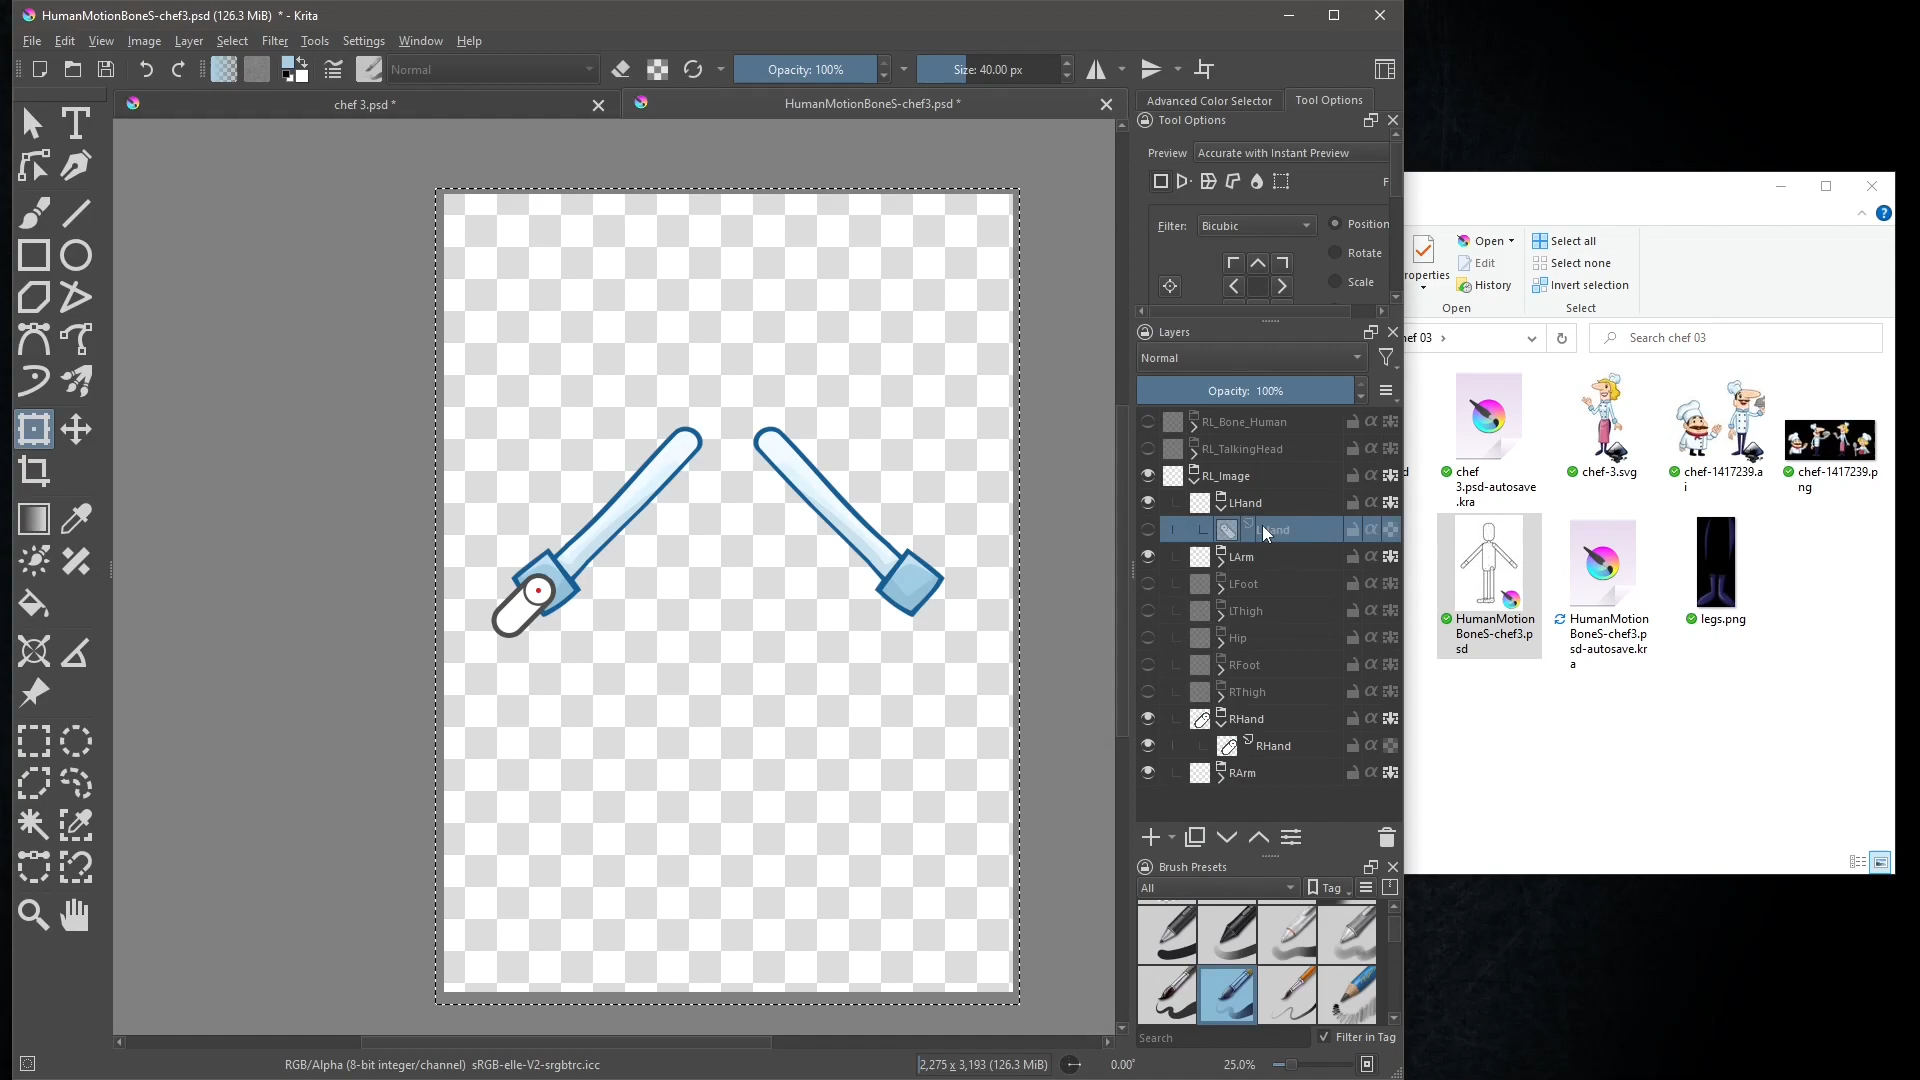 HumanMotionBoneS-chef3.psd (126.3 MiB) * - Krita
File Edit View Image Layer Select Filter Tools Settings Window Help
Normal
Opacity: 100%
Size: 40.00 px
chef 3.psd *
HumanMotionBoneS-chef3.psd *
Advanced Color Selector
Tool Options
Tool Options
Preview Accurate with Instant Preview
F
Filter: Bicubic
Position
Rotate
Scale
Layers
Normal
Opacity: 100%
RL_Bone_Human
RL_TalkingHead
RL_Image
LHand
LArm
LFoot
LThigh
Hip
RFoot
RThigh
RHand
RHand
RArm
Brush Presets
All
Tag
Search
Filter in Tag
RGB/Alpha (8-bit integer/channel) sRGB-elle-V2-srgbtrc.icc
2,275 x 3,193 (126.3 MiB)
0.00°
25.0%
roperties
Open
Edit
History
Open
Select all
Select none
Invert selection
Select
nef 03
Search chef 03
d
chef
3.psd-autosave
.kra
chef-3.svg
chef-1417239.a
i
chef-1417239.p
ng
HumanMotion
BoneS-chef3.p
sd
HumanMotion
BoneS-chef3.p
sd-autosave.kr
a
legs.png